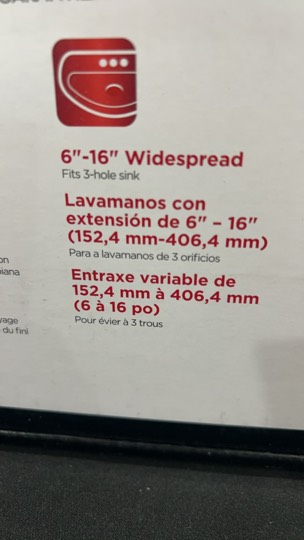 6"-16" Widespread
Fits 3-hole sink
Lavamanos con
extensión de 6" – 16"
(152,4 mm-406,4 mm)
Para a lavamanos de 3 orificios
Entraxe variable de
152,4 mm à 406,4 mm
(6 à 16 po)
Pour évier à 3 trous
du fini